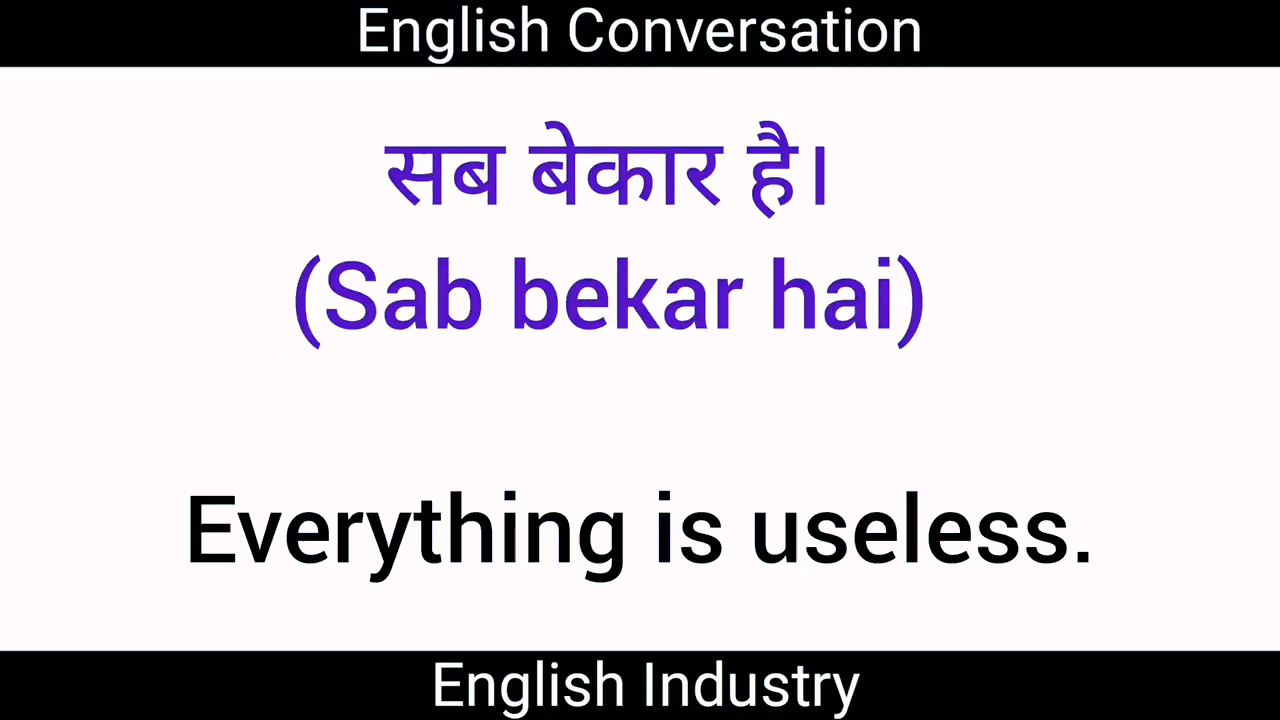 English Conversation
सब बेकार है।
(Sab bekar hai)
Everything is useless.
English Industry